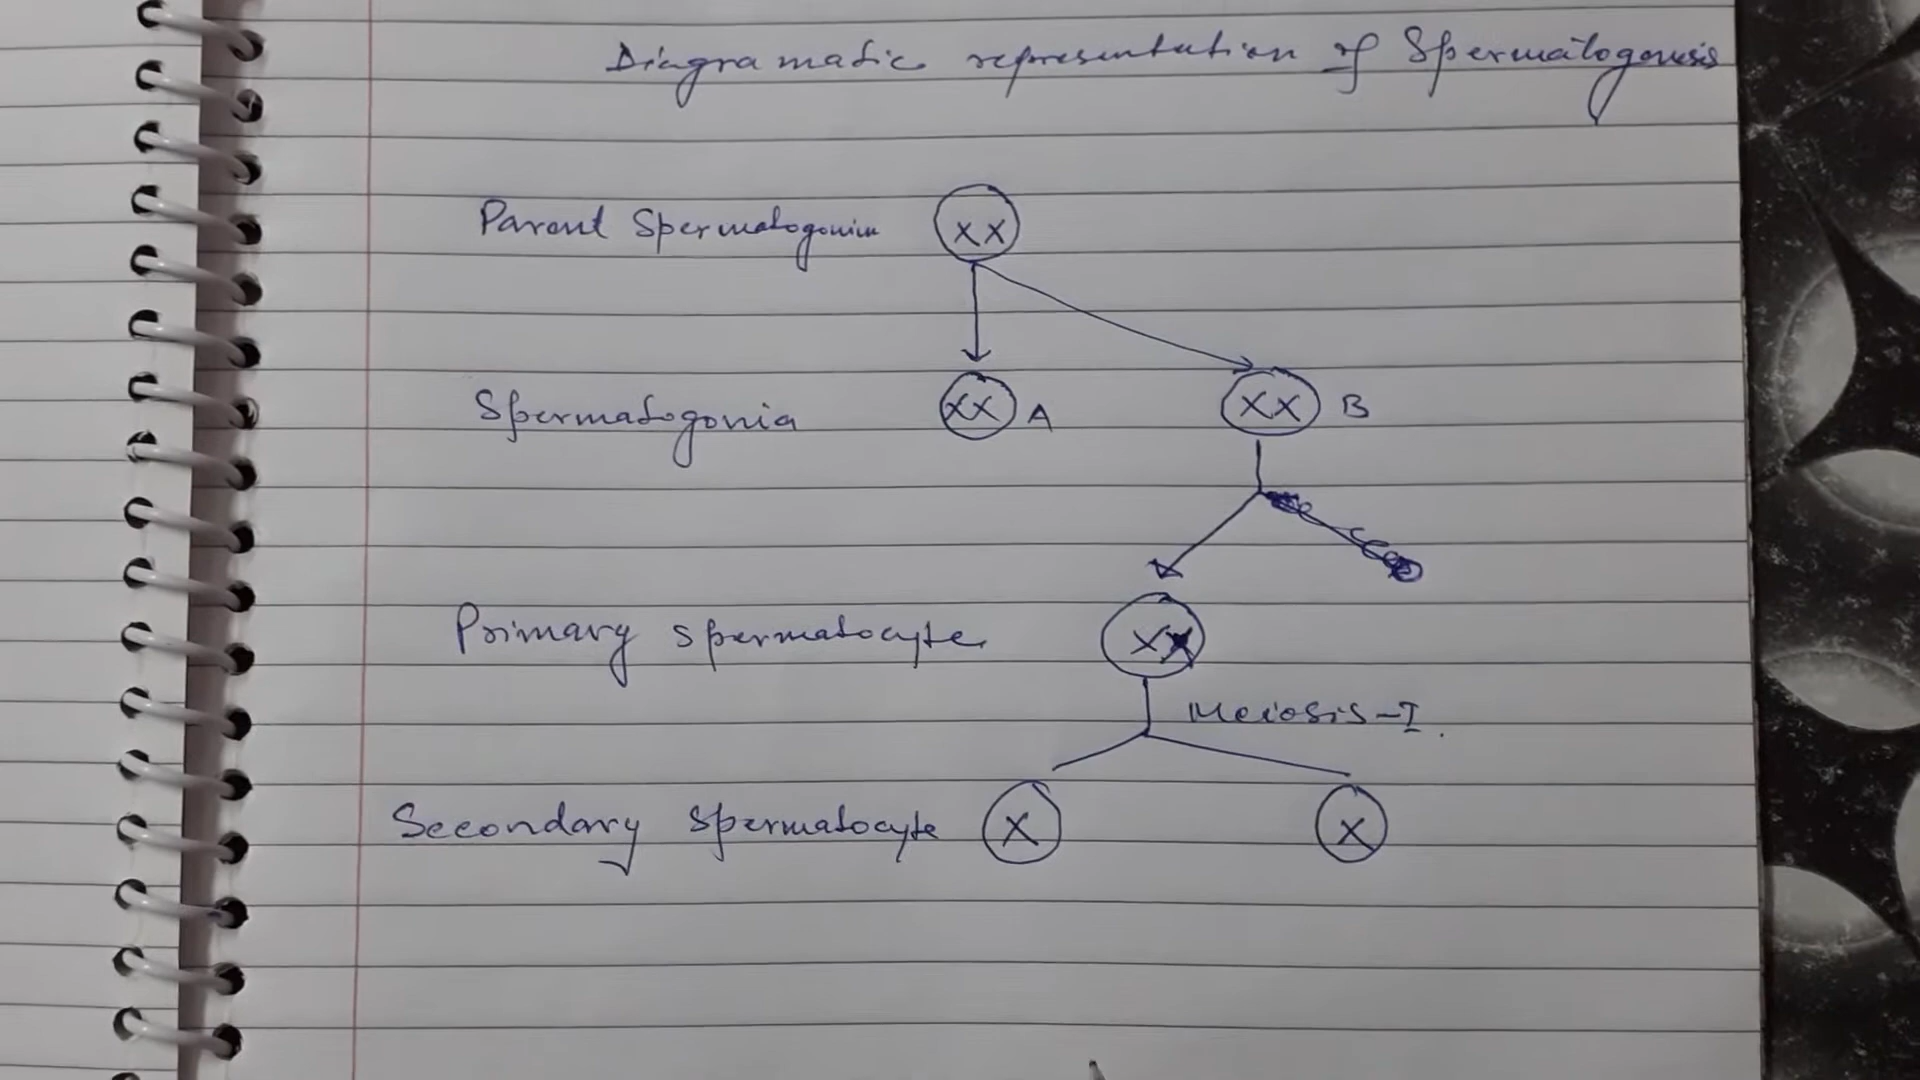 Diagramatic representation of Spermatogenesis
Parent Spermatogonium XX
Spermatogonia XX A XX B
Primary spermatocyte XX
Meiosis-I.
Secondary spermatocyte X X